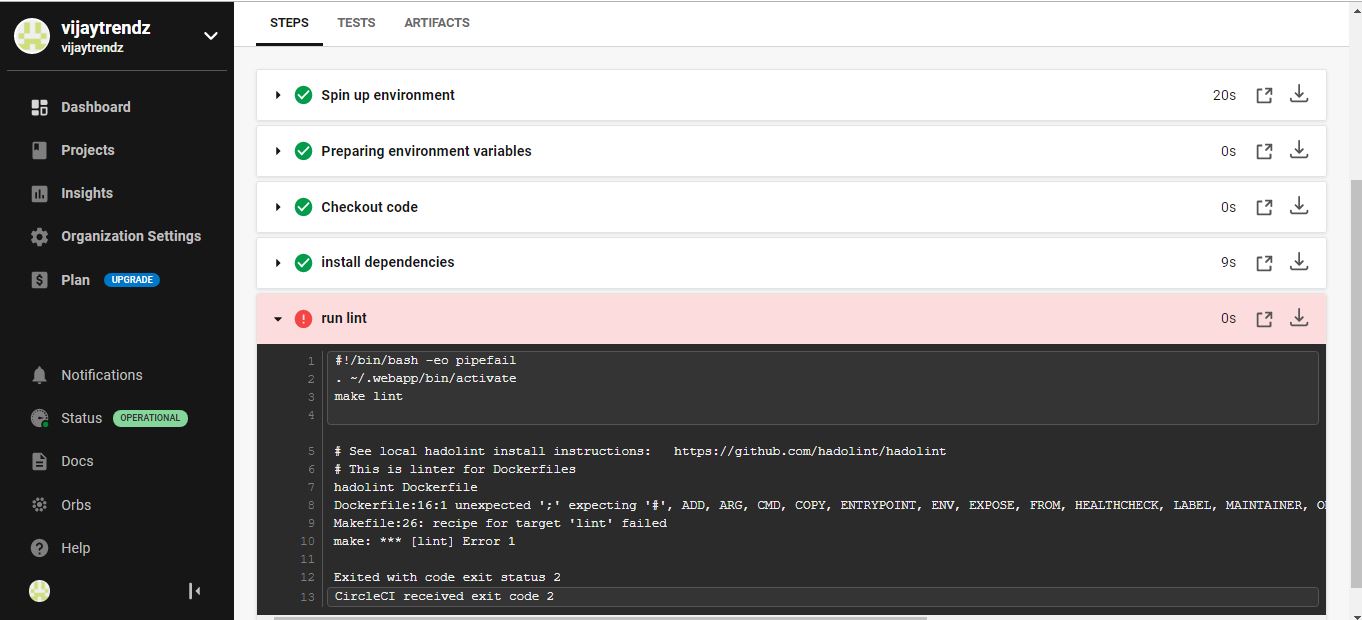 vijaytrendz
vijaytrendz
Dashboard
Projects
Insights
Organization Settings
Plan UPGRADE
Notifications
Status OPERATIONAL
Docs
Orbs
Help
STEPS TESTS ARTIFACTS
Spin up environment 20s
Preparing environment variables 0s
Checkout code 0s
install dependencies 9s
run lint 0s
1 #!/bin/bash -eo pipefail
2 . ~/.webapp/bin/activate
3 make lint
4
5 # See local hadolint install instructions: https://github.com/hadolint/hadolint
6 # This is linter for Dockerfiles
7 hadolint Dockerfile
8 Dockerfile:16:1 unexpected ';' expecting '#', ADD, ARG, CMD, COPY, ENTRYPOINT, ENV, EXPOSE, FROM, HEALTHCHECK, LABEL, MAINTAINER,
9 Makefile:26: recipe for target 'lint' failed
10 make: *** [lint] Error 1
11
12 Exited with code exit status 2
13 CircleCI received exit code 2